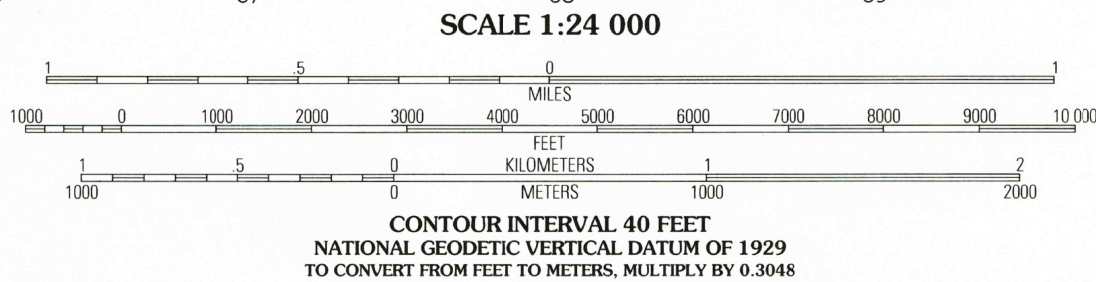 SCALE 1:24 000
1 .5 0 1
MILES
1000 0 1000 2000 3000 4000 5000 6000 7000 8000 9000 10 000
FEET
1 .5 0 KILOMETERS 1 2
1000 0 METERS 1000 2000
CONTOUR INTERVAL 40 FEET
NATIONAL GEODETIC VERTICAL DATUM OF 1929
TO CONVERT FROM FEET TO METERS, MULTIPLY BY 0.3048